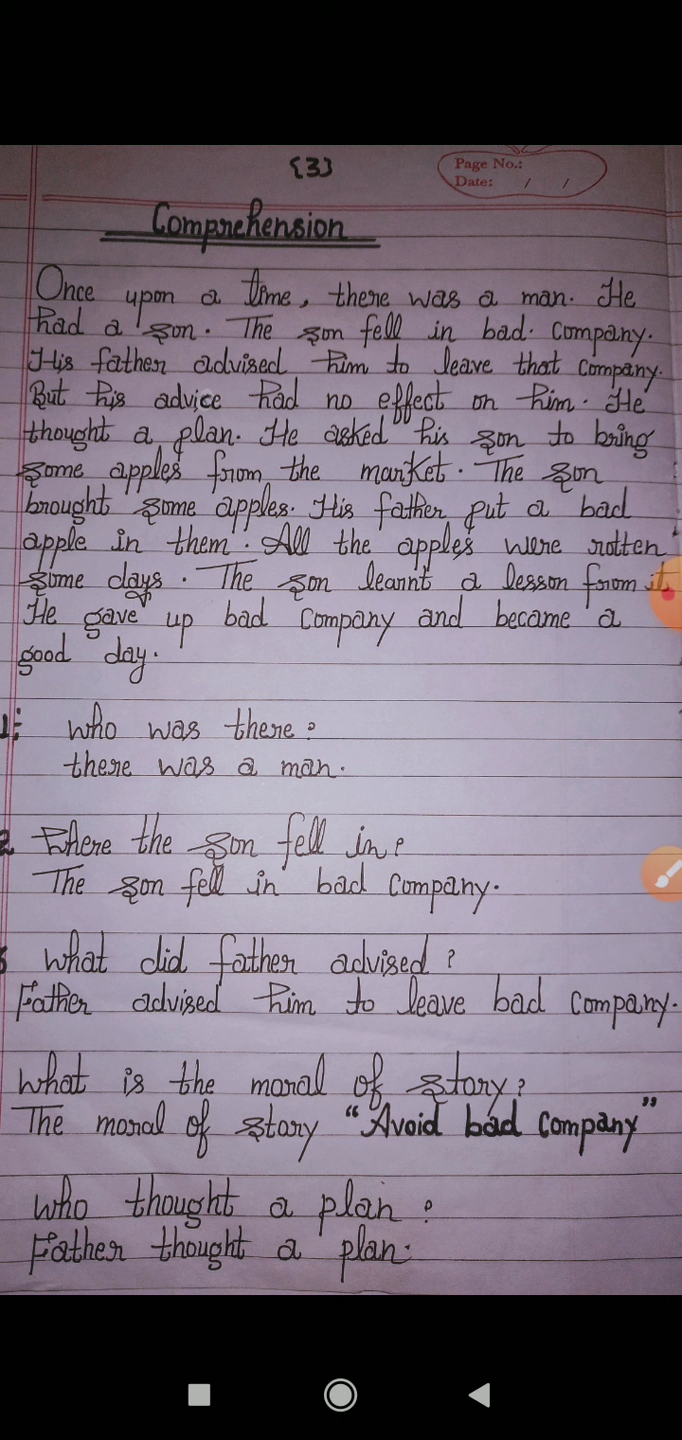 {3}
Page No.:
Date: / /
Comprehension
Once upon a time, there was a man. He
had a son. The son fell in bad. Company.
His father advised him to leave that company.
But his advice had no effect on him. He
thought a plan. He asked his son to bring
some apples from the market. The son
brought some apples. His father put a bad
apple in them. All the apples were rotten
some days. The son learnt a lesson from it.
He gave up bad company and became a
good day.
1: who was there?
there was a man.
2. Where the son fell in?
The son fell in bad company.
What did father advised?
Father advised him to leave bad company.
What is the moral of story?
The moral of story "Avoid bad company"
who thought a plan?
Father thought a plan.